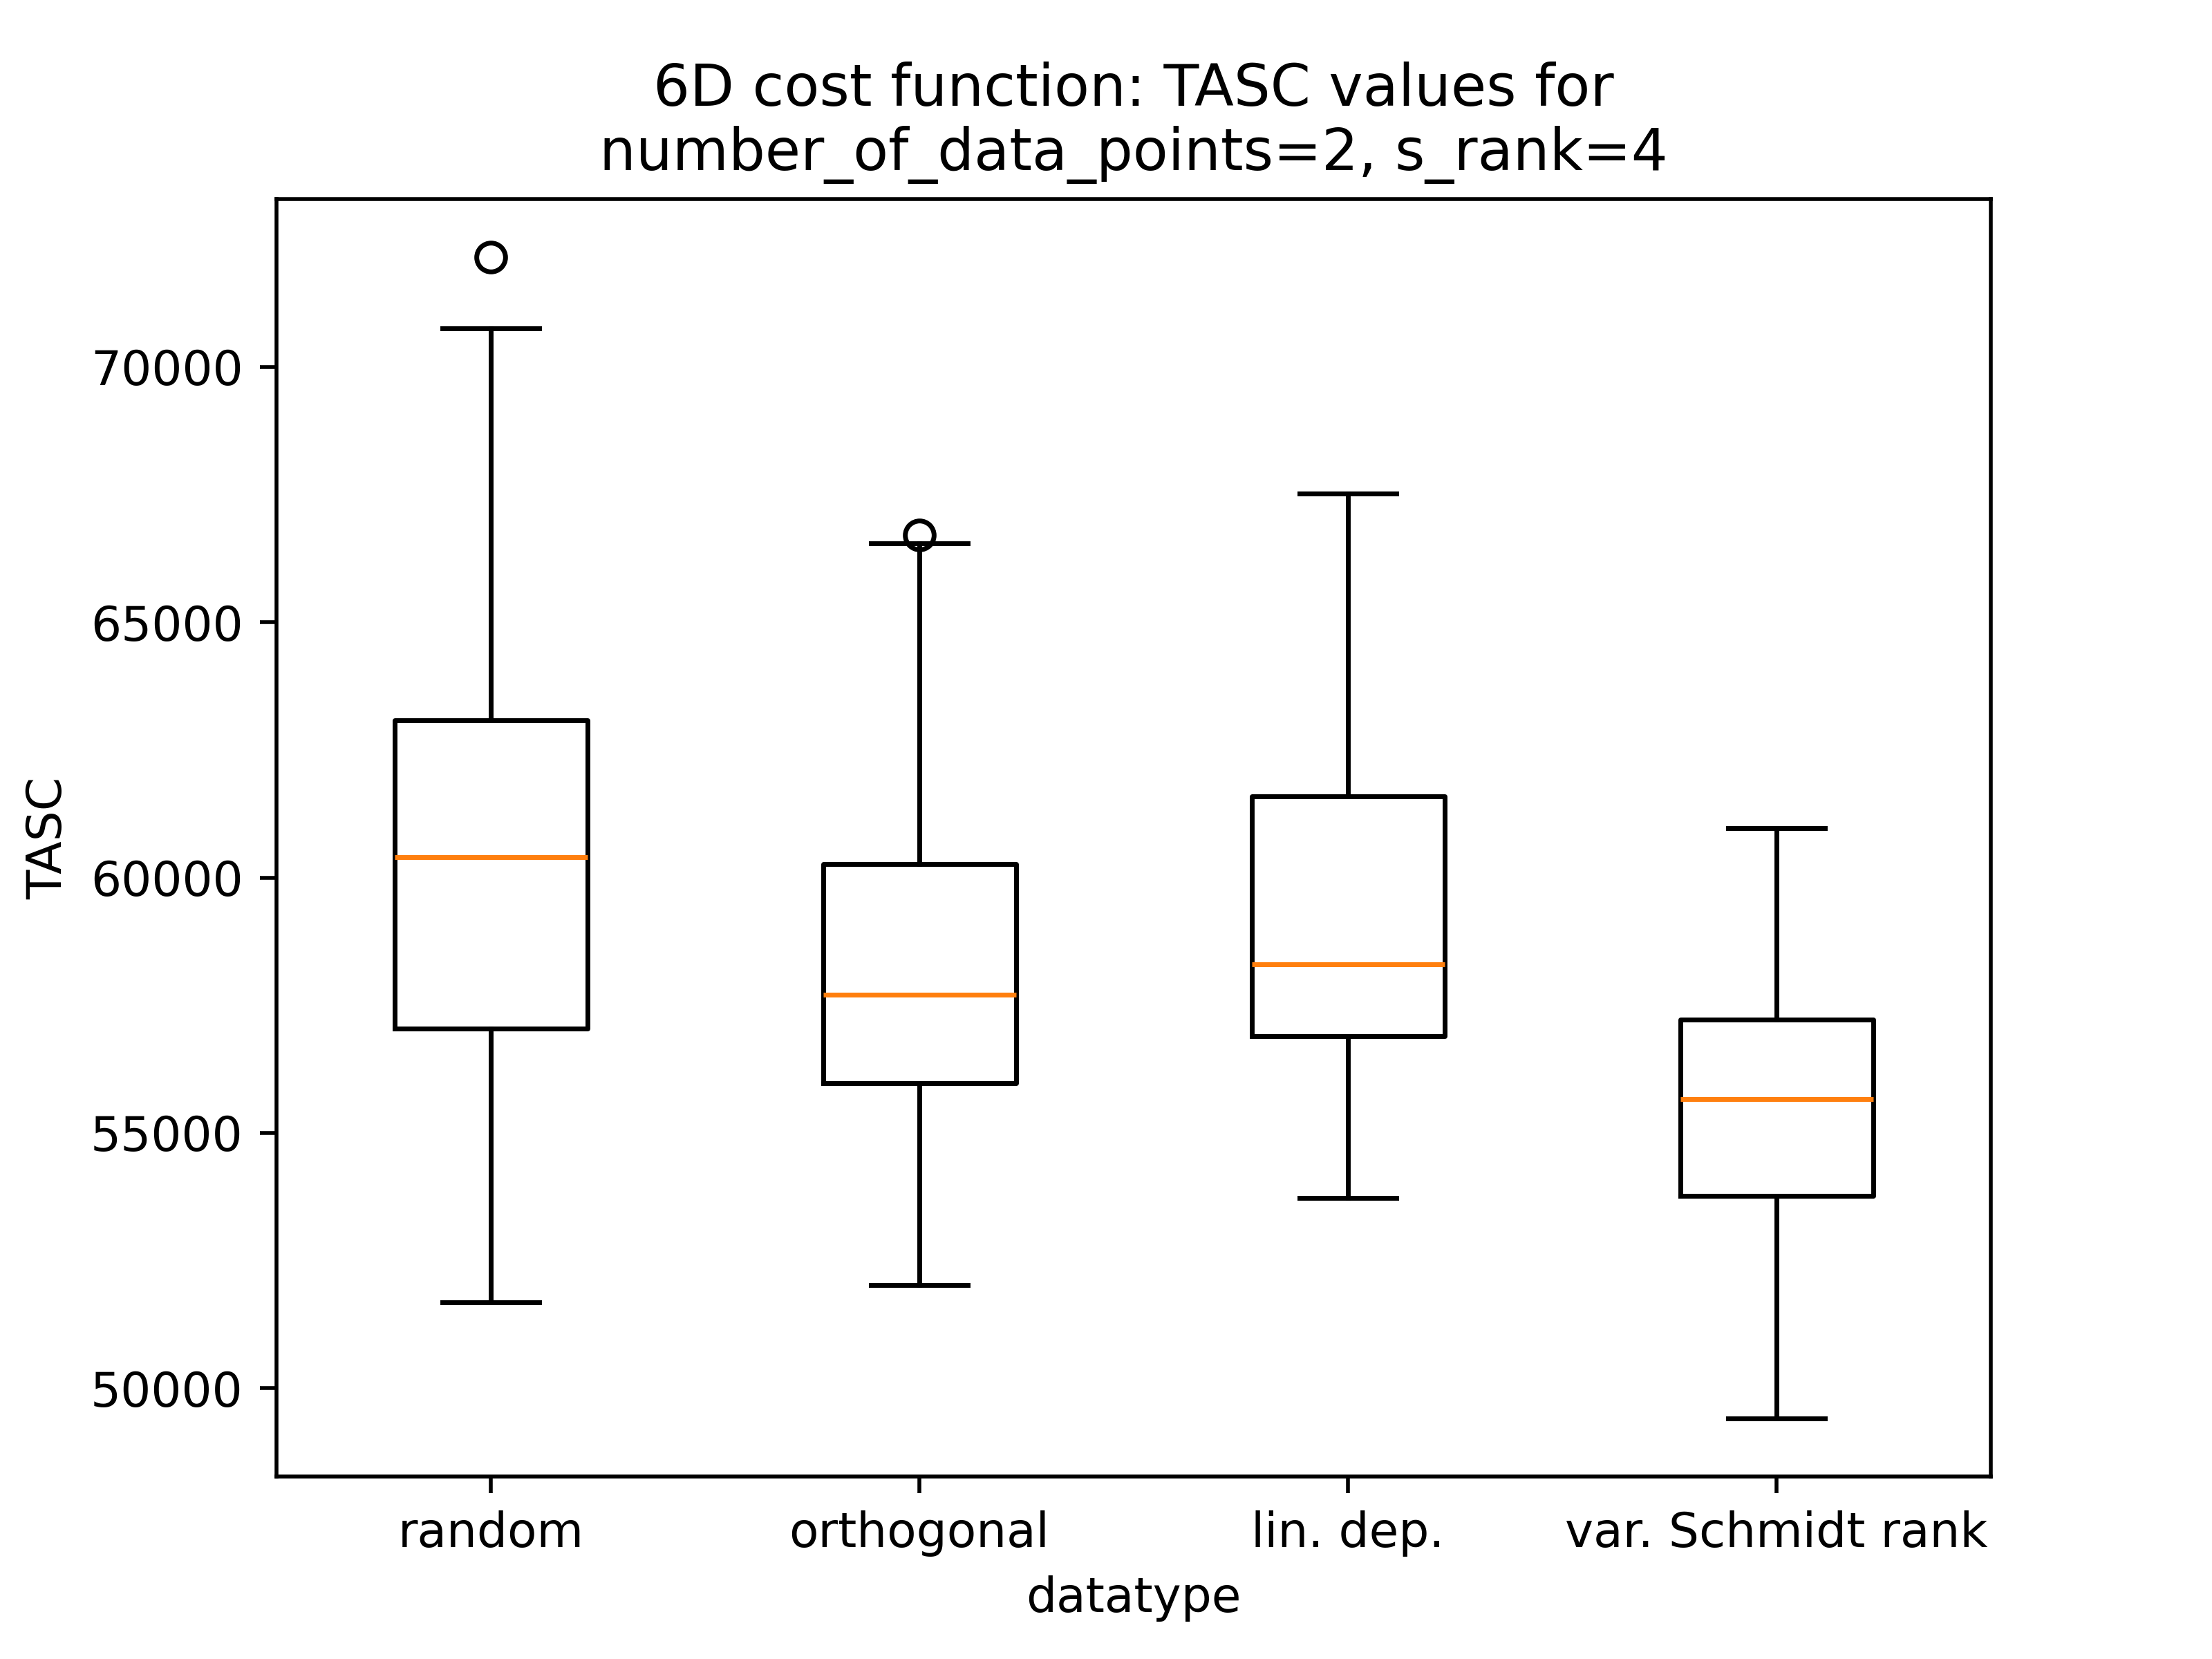 6D cost function: TASC values for
number_of_data_points=2, s_rank=4
TASC
70000
65000
60000
55000
50000
random
orthogonal
lin. dep.
var. Schmidt rank
datatype